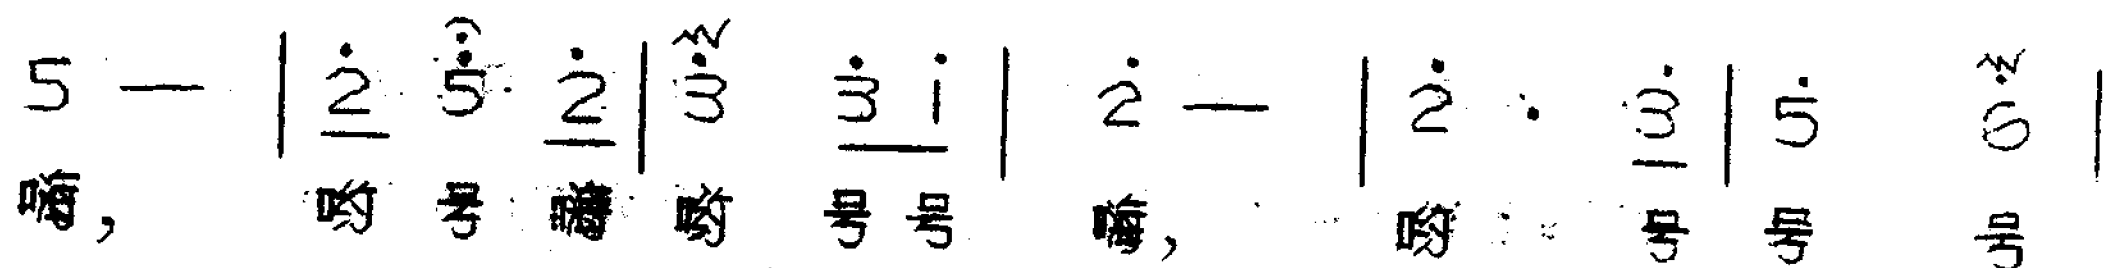 5 — | 2̇ 5̇ 2̇ | 3̇ 3̇ 1̇ | 2̇ — | 2̇ · 3̇ | 5̇ 6̇ |
嗨， 哟 号 嗨 哟 号 号 嗨， 哟 号 号 号